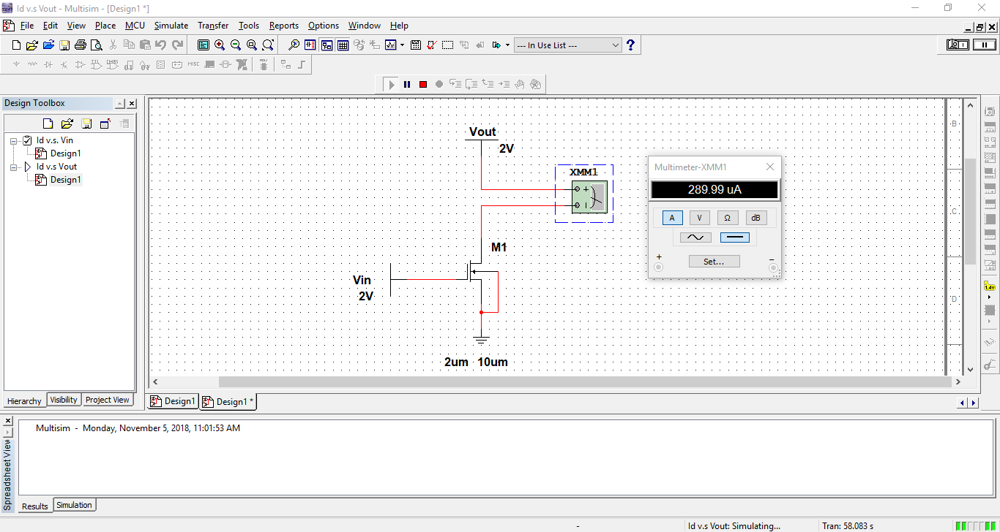 Id v.s Vout - Multisim - [Design1 *]
File Edit View Place MCU Simulate Transfer Tools Reports Options Window Help
--- In Use List --- ?
MISC
Design Toolbox
Id v.s. Vin
Design1
Id v.s Vout
Design1
Hierarchy Visibility Project View
Vout
2V
XMM1
+
M1
Vin
2V
2um 10um
B
C
D
Multimeter-XMM1
289.99 uA
A V Ω dB
+ Set... −
1.4v
Design1 Design1 *
Multisim - Monday, November 5, 2018, 11:01:53 AM
Spreadsheet View
Results Simulation
- Id v.s Vout: Simulating... Tran: 58.083 s